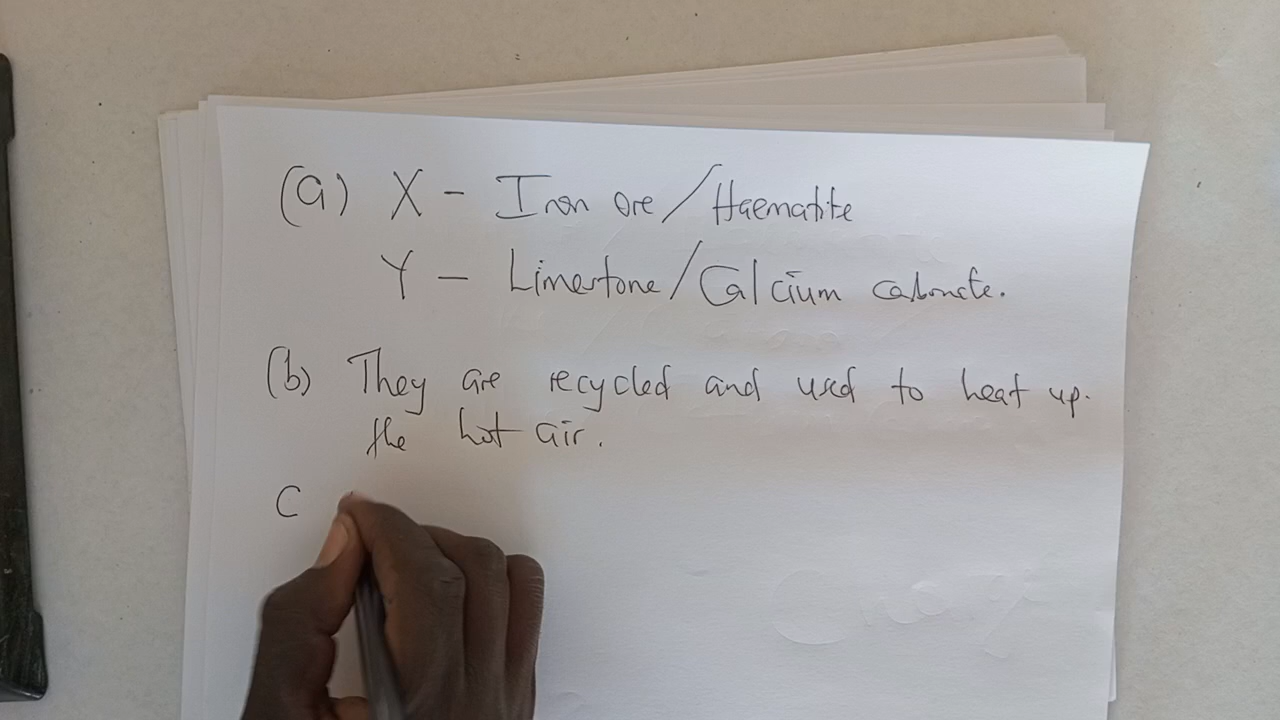 (a) X - Iron ore/Haematite
Y - Limestone/Calcium carbonate.
(b) They are recycled and used to heat up.
the hot air.
C